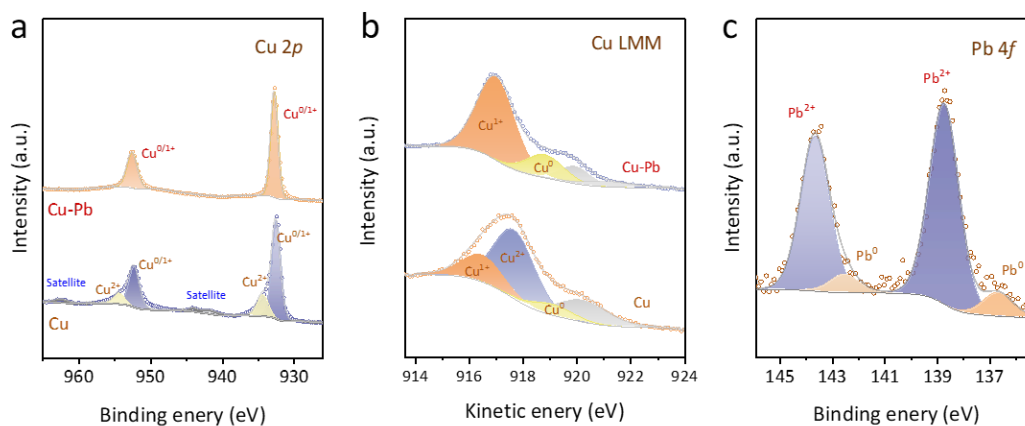 a
Cu 2p
Intensity (a.u.)
Cu0/1+
Cu0/1+
Cu-Pb
Cu0/1+
Cu0/1+
Satellite
Cu2+
Satellite
Cu2+
Cu
960 950 940 930
Binding enery (eV)
b
Cu LMM
Intensity (a.u.)
Cu1+
Cu0
Cu-Pb
Cu2+
Cu1+
Cu0
Cu
914 916 918 920 922 924
Kinetic enery (eV)
c
Pb 4f
Intensity (a.u.)
Pb2+
Pb2+
Pb0
Pb0
145 143 141 139 137
Binding enery (eV)